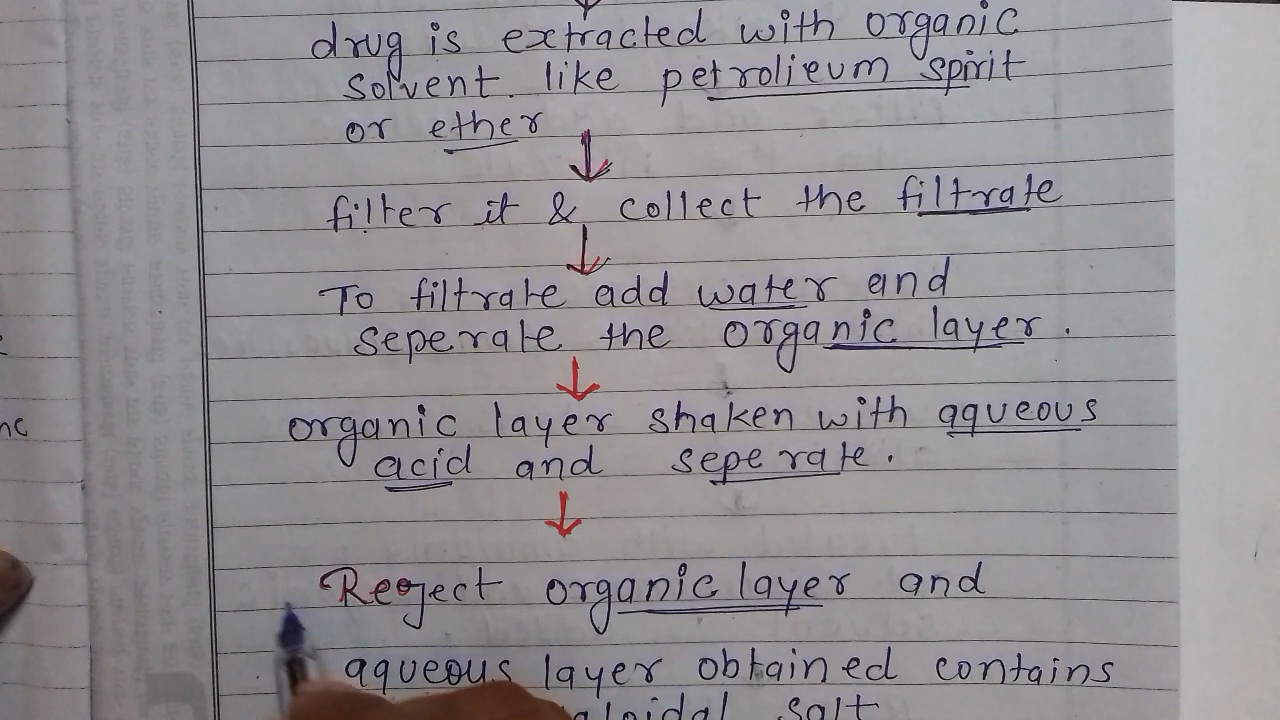 drug is extracted with organic
solvent. like petrolieum spirit
or ether
filter it & collect the filtrate
To filtrate add water and
seperate the organic layer.
organic layer shaken with aqueous
acid and seperate.
Reject organic layer and
aqueous layer obtained contains
salt